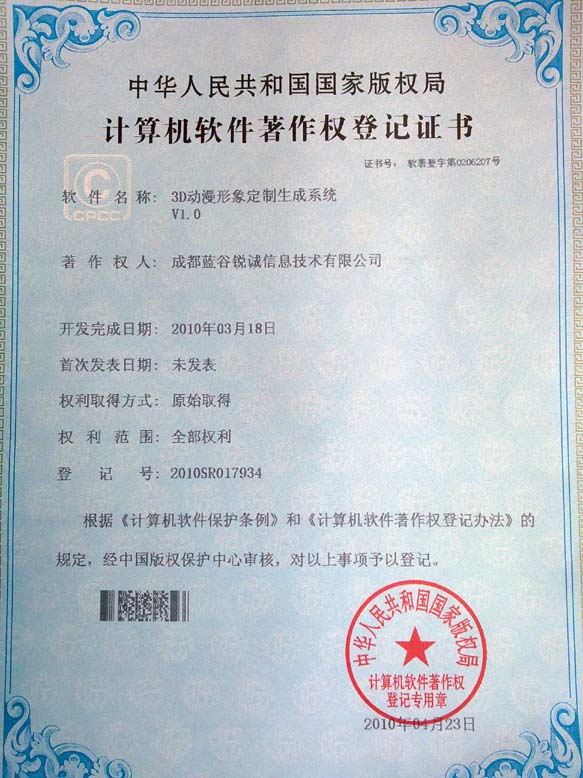 中华人民共和国国家版权局
计算机软件著作权登记证书
证书号： 软著登字第0206207号
CPCC
软件名称： 3D动漫形象定制生成系统
V1.0
著作权人： 成都蓝谷锐诚信息技术有限公司
开发完成日期： 2010年03月18日
首次发表日期： 未发表
权利取得方式： 原始取得
权利范围： 全部权利
登记号： 2010SR017934
根据《计算机软件保护条例》和《计算机软件著作权登记办法》的
规定，经中国版权保护中心审核，对以上事项予以登记。
中华人民共和国国家版权局
计算机软件著作权
登记专用章
2010年04月23日